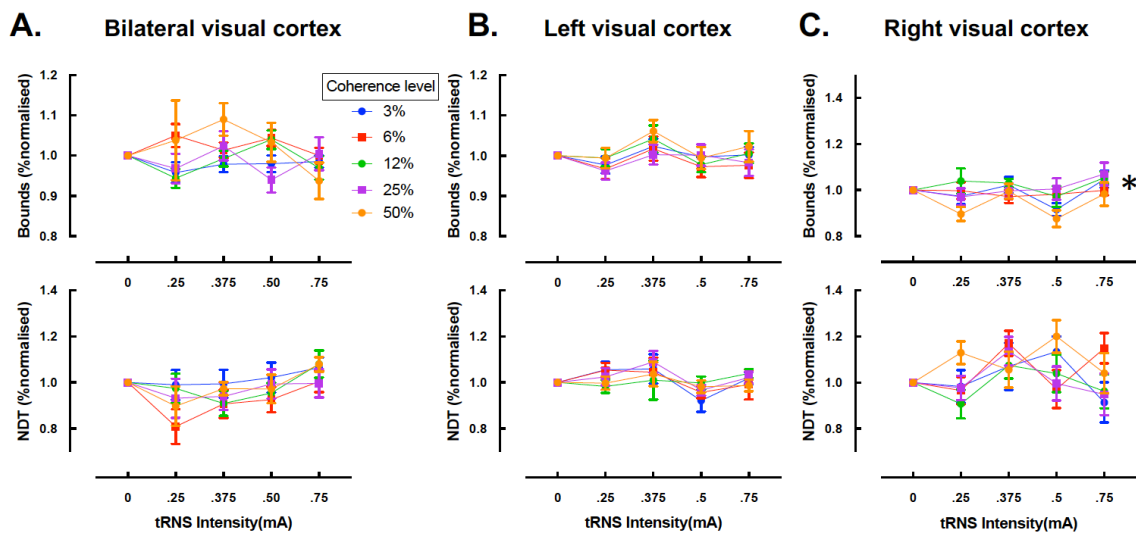 A. Bilateral visual cortex
B. Left visual cortex
C. Right visual cortex
Bounds (%normalised)
1.2
1.1
1.0
0.9
0.8
Coherence level
3%
6%
12%
25%
50%
0 .25 .375 .50 .75
Bounds (%normalised)
1.2
1.1
1.0
0.9
0.8
0 .25 .375 .5 .75
Bounds (%normalised)
1.4
1.2
1.0
0.8
*
0 .25 .375 .5 .75
NDT (%normalised)
1.4
1.2
1.0
0.8
0 .25 .375 .50 .75
tRNS Intensity(mA)
NDT (%normalised)
1.4
1.2
1.0
0.8
0 .25 .375 .5 .75
tRNS Intensity(mA)
NDT (%normalised)
1.4
1.2
1.0
0.8
0 .25 .375 .5 .75
tRNS Intensity(mA)